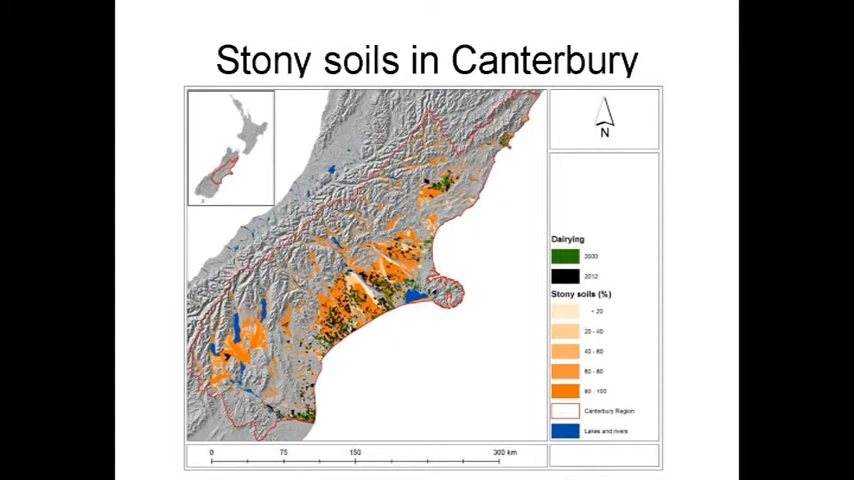 Stony soils in Canterbury
N
Dairying
2000
2012
Stony soils (%)
< 20
20 - 40
40 - 60
60 - 80
80 - 100
Canterbury Region
Lakes and rivers
0 75 150 300 km